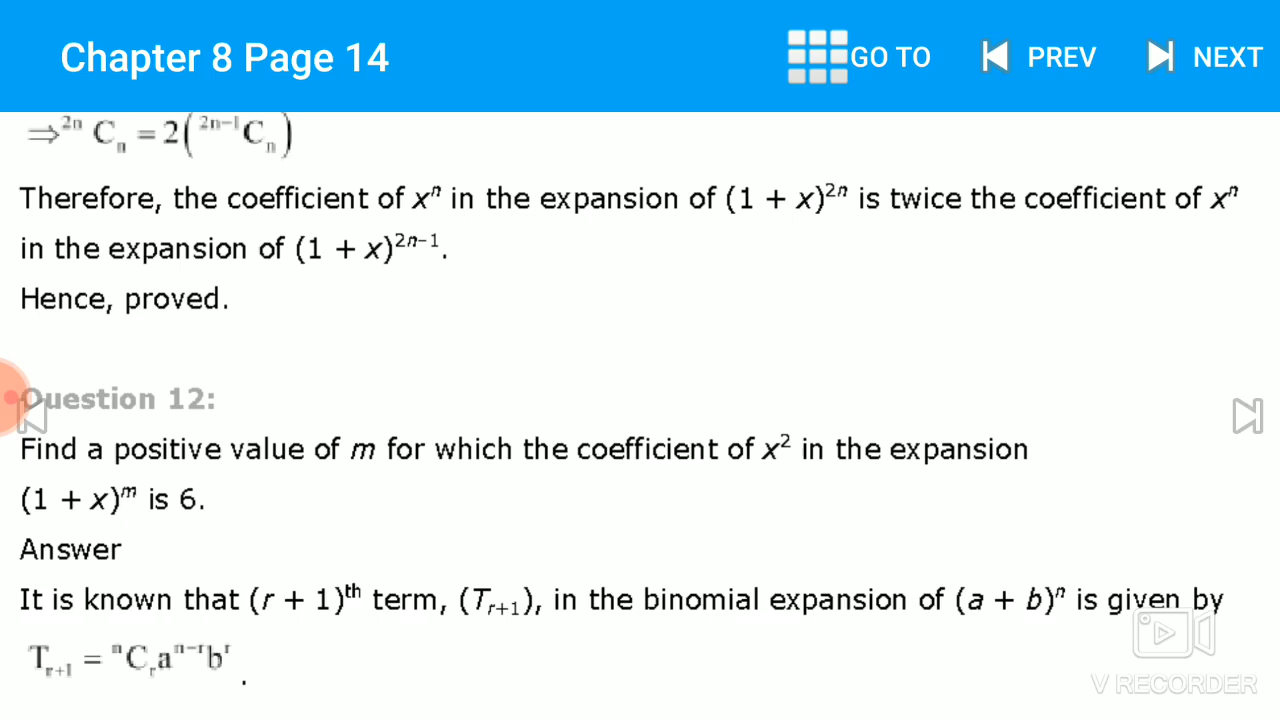 Chapter 8 Page 14 GO TO PREV NEXT
⇒ ²ⁿCₙ = 2(²ⁿ⁻¹Cₙ)
Therefore, the coefficient of xⁿ in the expansion of (1 + x)²ⁿ is twice the coefficient of xⁿ
in the expansion of (1 + x)²ⁿ⁻¹.
Hence, proved.
Question 12:
Find a positive value of m for which the coefficient of x² in the expansion
(1 + x)ᵐ is 6.
Answer
It is known that (r + 1)ᵗʰ term, (Tᵣ₊₁), in the binomial expansion of (a + b)ⁿ is given by
Tᵣ₊₁ = ⁿCᵣaⁿ⁻ʳbʳ.
V RECORDER